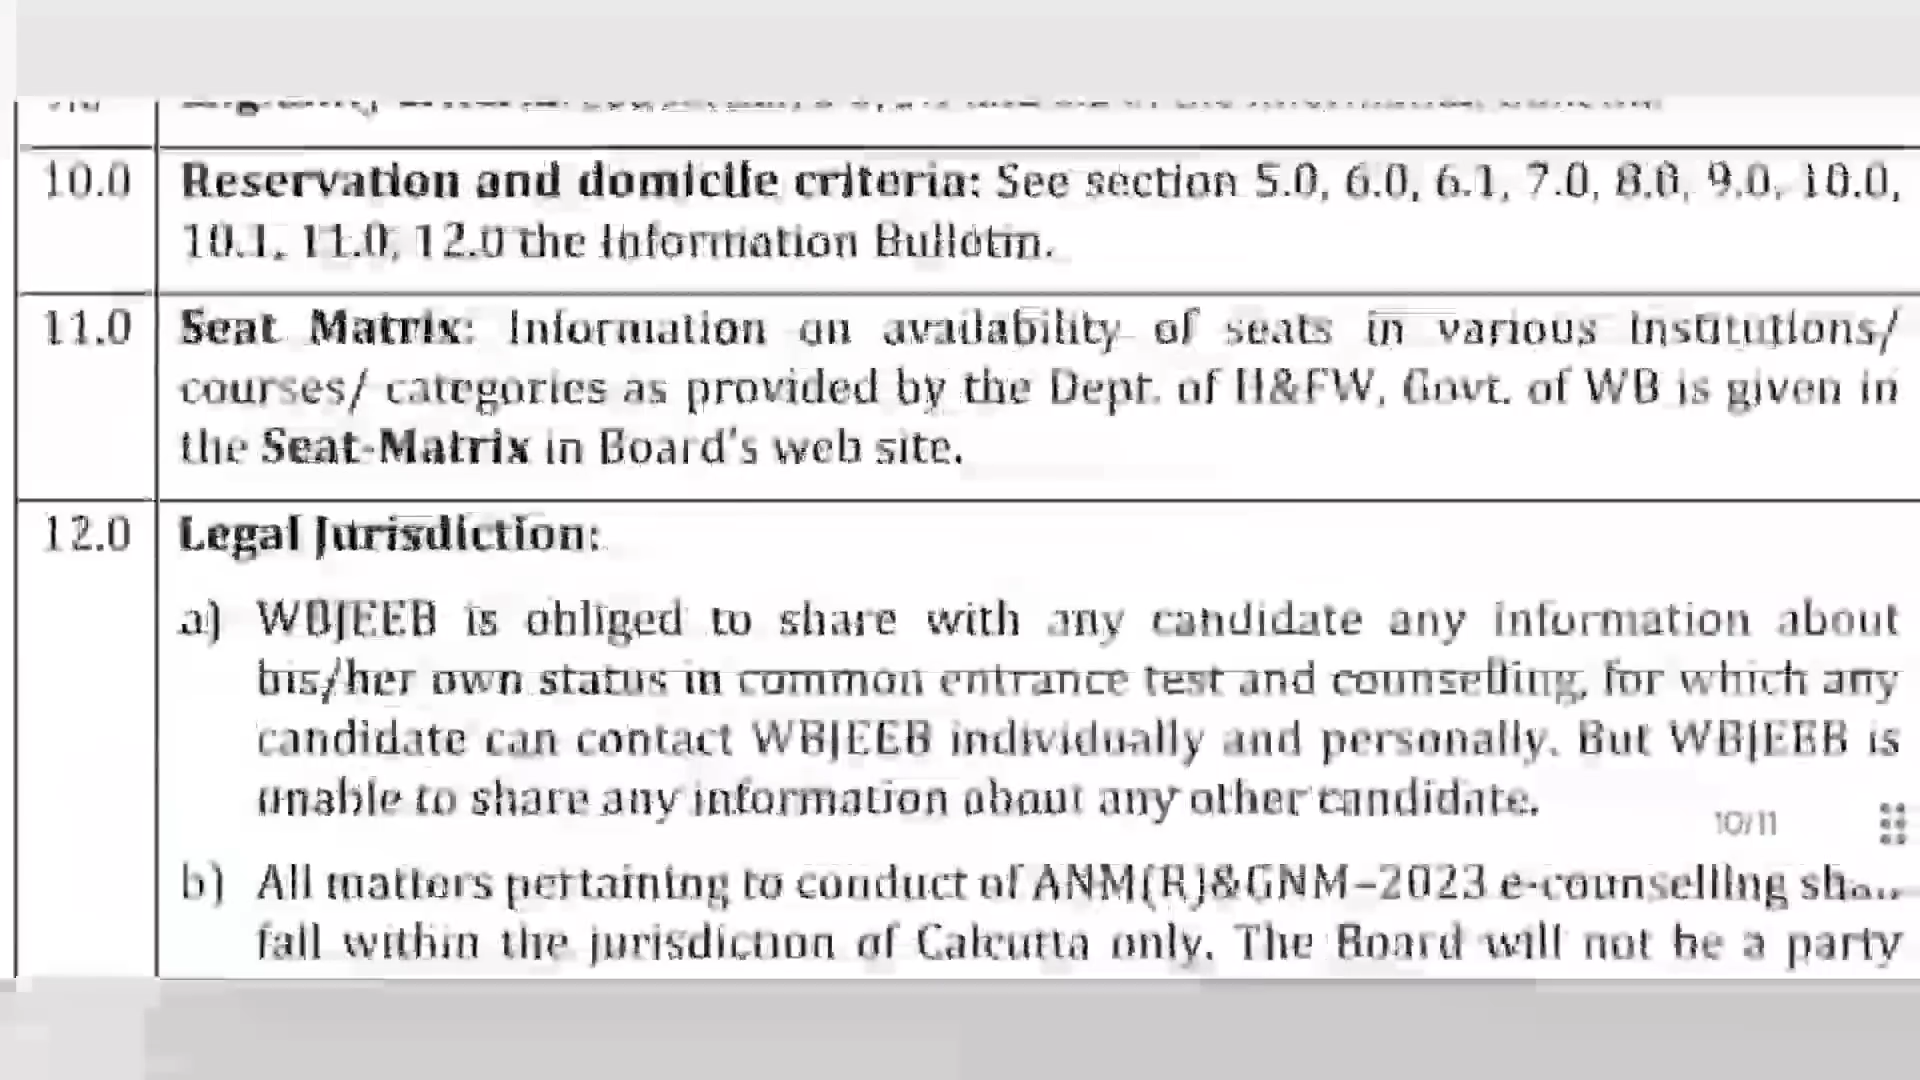 10.0 Reservation and domicile criteria: See section 5.0, 6.0, 6.1, 7.0, 8.0, 9.0, 10.0,
10.1, 11.0, 12.0 the Information Bulletin.
11.0 Seat Matrix: Information on availability of seats in various institutions/
courses/ categories as provided by the Dept. of H&FW, Govt. of WB is given in
the Seat-Matrix in Board's web site.
12.0 Legal Jurisdiction:
a) WBJEEB is obliged to share with any candidate any information about
his/her own status in common entrance test and counselling, for which any
candidate can contact WBJEEB individually and personally. But WBJEEB is
unable to share any information about any other candidate.
10/11
b) All matters pertaining to conduct of ANM(R)&GNM-2023 e-counselling shall
fall within the jurisdiction of Calcutta only. The Board will not be a party